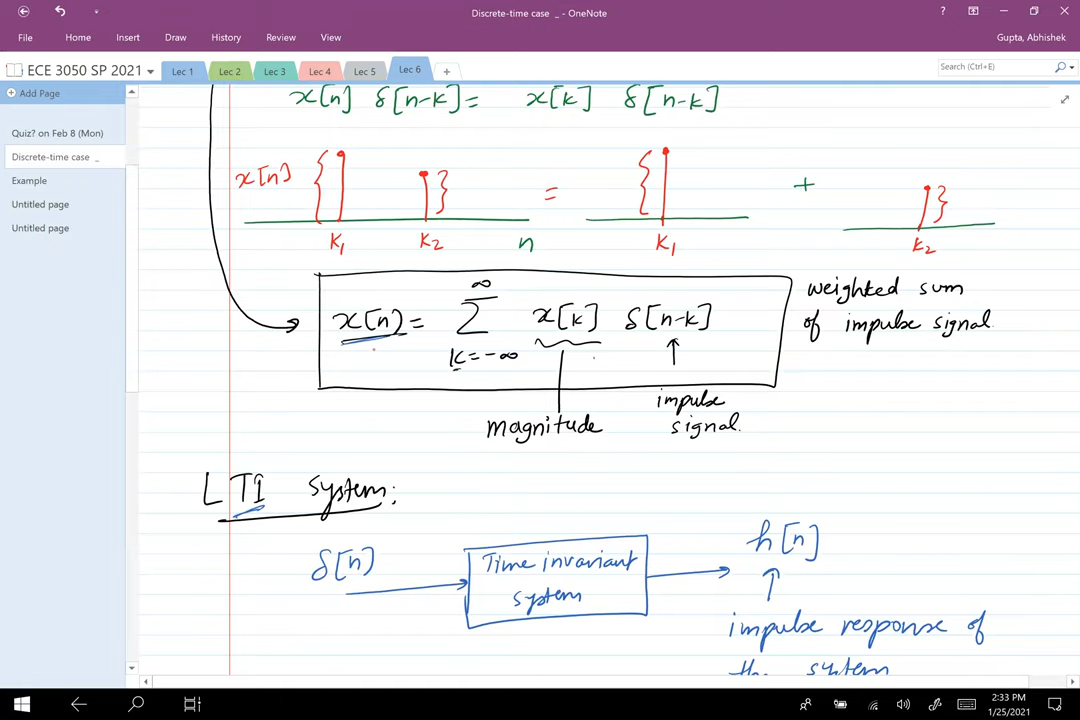 Discrete-time case _ - OneNote
?
File
Home
Insert
Draw
History
Review
View
Gupta, Abhishek
ECE 3050 SP 2021
Lec 1
Lec 2
Lec 3
Lec 4
Lec 5
Lec 6
+
Search (Ctrl+E)
Add Page
Quiz? on Feb 8 (Mon)
Discrete-time case _
Example
Untitled page
Untitled page
x[n] δ[n-k] = x[k] δ[n-k]
x[n] { } = { + }
k1 k2 n k1 k2
x[n] = ∑ x[k] δ[n-k]
∞
k=-∞
weighted sum
of impulse signal.
magnitude
impulse
signal.
LTI system:
δ[n]
Time invariant
system
h[n]
impulse response of
the system
2:33 PM
1/25/2021